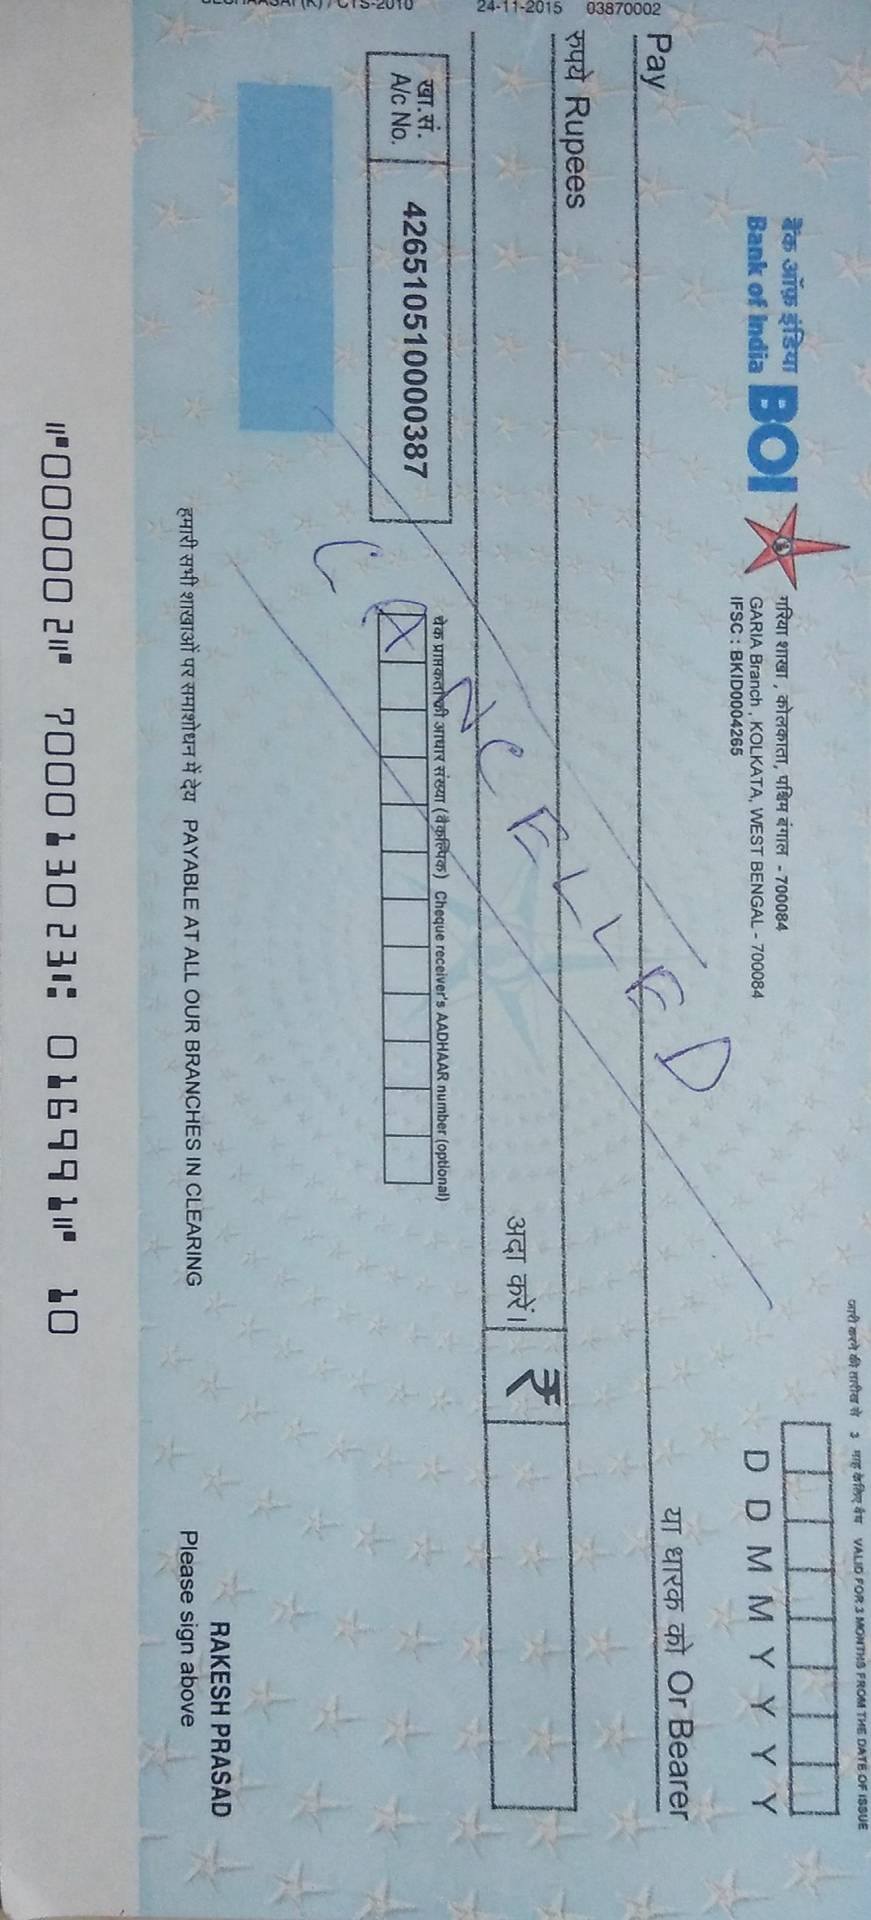 जारी करने की तारीख से 3 माह के लिए वैध VALID FOR 3 MONTHS FROM THE DATE OF ISSUE
बैंक ऑफ़ इंडिया
Bank of India
BOI
गरिया शाखा , कोलकाता, पश्चिम बंगाल - 700084
GARIA Branch , KOLKATA, WEST BENGAL - 700084
IFSC : BKID0004265
D D M M Y Y Y Y
Pay
या धारक को Or Bearer
रुपये Rupees
अदा करें।
₹
CANCELLED
खा.सं.
A/c No.
426510510000387
चेक प्राप्तकर्ता की आधार संख्या (वैकल्पिक) Cheque receiver's AADHAAR number (optional)
हमारी सभी शाखाओं पर समाशोधन में देय PAYABLE AT ALL OUR BRANCHES IN CLEARING
RAKESH PRASAD
Please sign above
⑈000002⑈ 700013023⑆ 016991⑈ 10
CTS-2010
24-11-2015 03870002